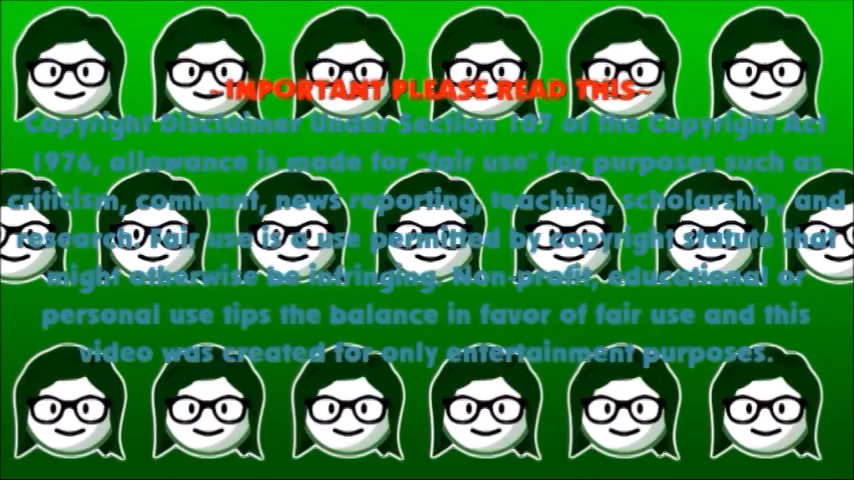 ~IMPORTANT PLEASE READ THIS~
Copyright Disclaimer Under Section 107 of the Copyright Act
1976, allowance is made for "fair use" for purposes such as
criticism, comment, news reporting, teaching, scholarship, and
research. Fair use is a use permitted by copyright statute that
might otherwise be infringing. Non-profit, educational or
personal use tips the balance in favor of fair use and this
video was created for only entertainment purposes.